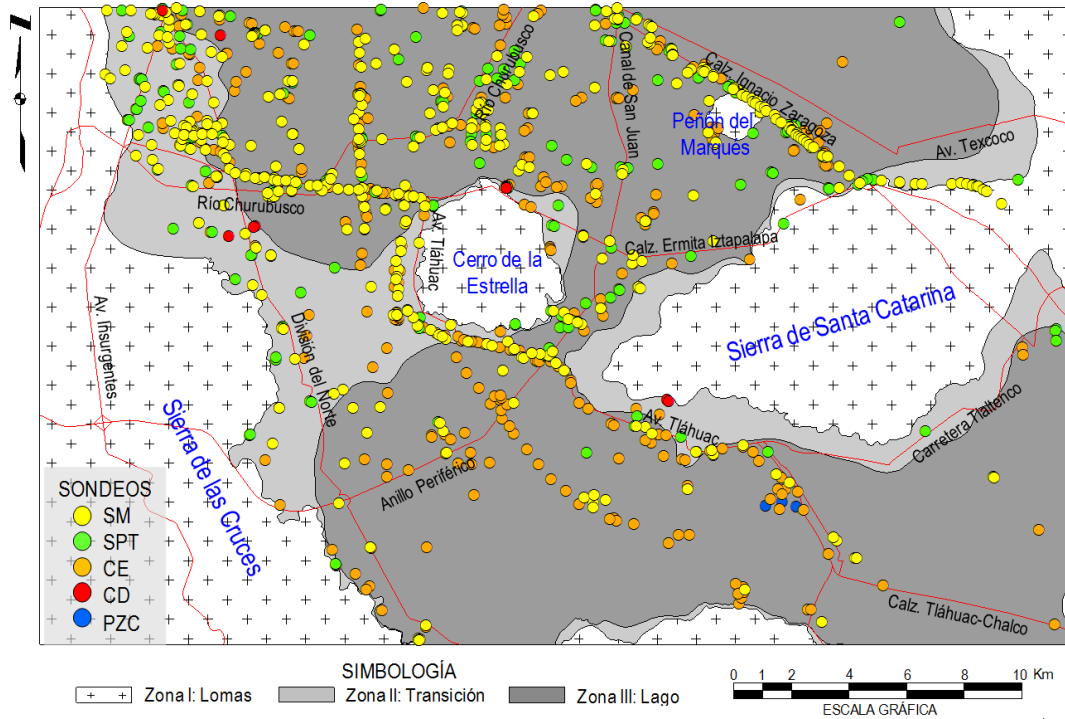 Z
Río Churubusco
Canal de San Juan
Calz. Ignacio Zaragoza
Peñón del
Marqués
Av. Texcoco
Río Churubusco
Av. Tláhuac
Calz. Ermita Iztapalapa
Cerro de la
Estrella
Sierra de Santa Catarina
Av. Insurgentes
División del Norte
Sierra de las Cruces
Av. Tláhuac
Carretera Tlaltenco
Anillo Periférico
Calz. Tláhuac-Chalco
SONDEOS
SM
SPT
CE
CD
PZC
SIMBOLOGÍA
Zona I: Lomas
Zona II: Transición
Zona III: Lago
0 2 4 6 8 10 Km
ESCALA GRÁFICA